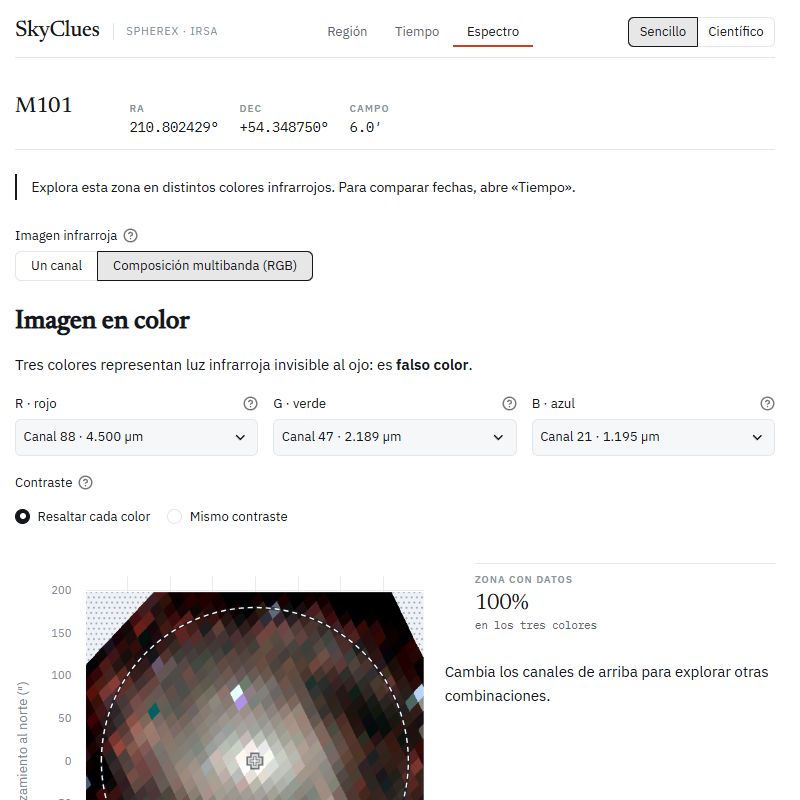 SkyClues
SPHEREX · IRSA
Región
Tiempo
Espectro
Sencillo
Científico
M101
RA
DEC
CAMPO
210.802429°
+54.348750°
6.0′
Explora esta zona en distintos colores infrarrojos. Para comparar fechas, abre «Tiempo».
Imagen infrarroja
Un canal
Composición multibanda (RGB)
Imagen en color
Tres colores representan luz infrarroja invisible al ojo: es falso color.
R · rojo
G · verde
B · azul
Canal 88 · 4.500 µm
Canal 47 · 2.189 µm
Canal 21 · 1.195 µm
Contraste
Resaltar cada color
Mismo contraste
ZONA CON DATOS
100%
en los tres colores
Cambia los canales de arriba para explorar otras
combinaciones.
200
150
100
50
0
zamiento al norte (″)